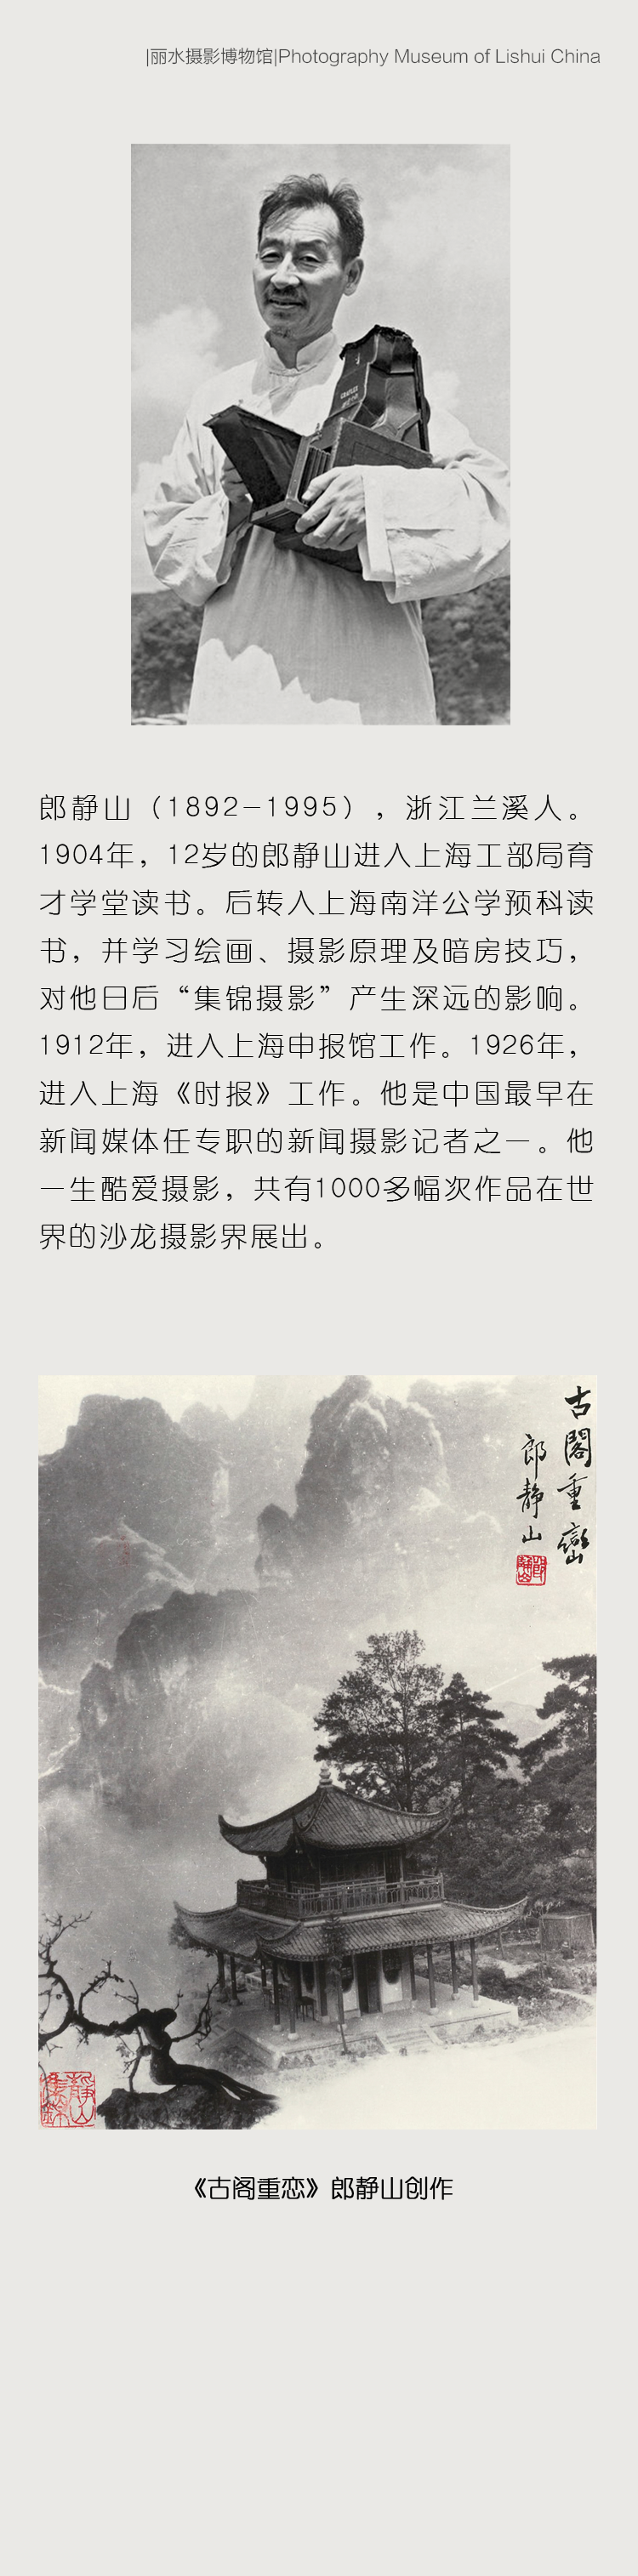 |丽水摄影博物馆|Photography Museum of Lishui China
郎静山（1892-1995），浙江兰溪人。
1904年，12岁的郎静山进入上海工部局育
才学堂读书。后转入上海南洋公学预科读
书，并学习绘画、摄影原理及暗房技巧，
对他日后“集锦摄影”产生深远的影响。
1912年，进入上海申报馆工作。1926年，
进入上海《时报》工作。他是中国最早在
新闻媒体任专职的新闻摄影记者之一。他
一生酷爱摄影，共有1000多幅次作品在世
界的沙龙摄影界展出。
古閣重巒
郎静山
《古阁重恋》郎静山创作